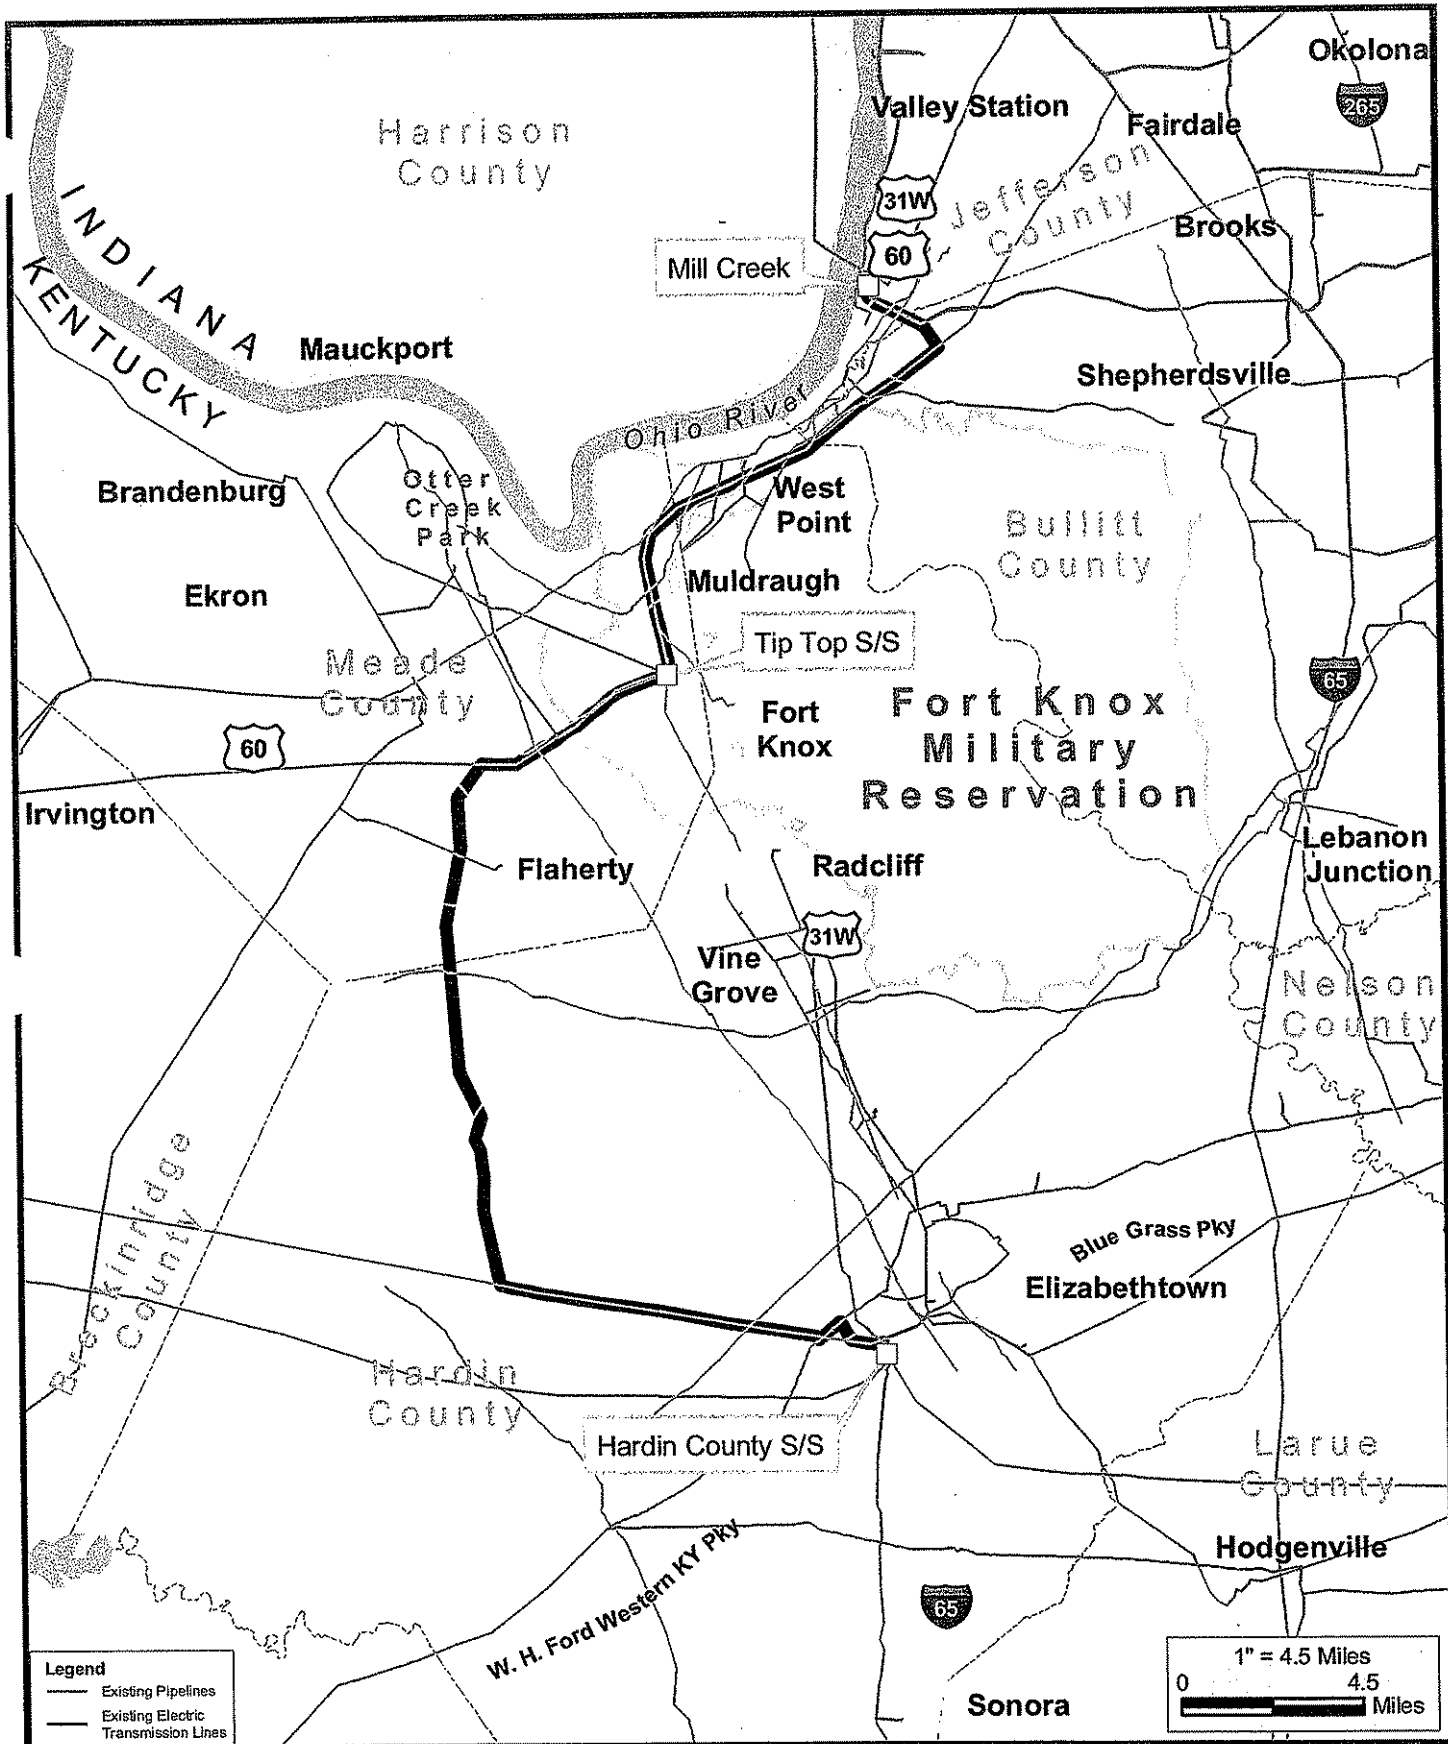 Okolona
265
Valley Station
Fairdale
Harrison
County
Jefferson
County
31W
Brooks
60
Mill Creek
INDIANA
KENTUCKY
Mauckport
Shepherdsville
Ohio River
Brandenburg
Otter
Creek
Park
West
Point
Bullitt
County
Ekron
Muldraugh
Tip Top S/S
Meade
County
65
Fort Knox
Military
Reservation
Fort
Knox
60
Irvington
Lebanon
Junction
Flaherty
Radcliff
31W
Vine
Grove
Nelson
County
Breckinridge
County
Blue Grass Pky
Elizabethtown
Hardin
County
Hardin County S/S
Larue
County
Hodgenville
W. H. Ford Western KY Pky
65
Sonora
Legend
Existing Pipelines
Existing Electric
Transmission Lines
1" = 4.5 Miles
0 4.5
Miles